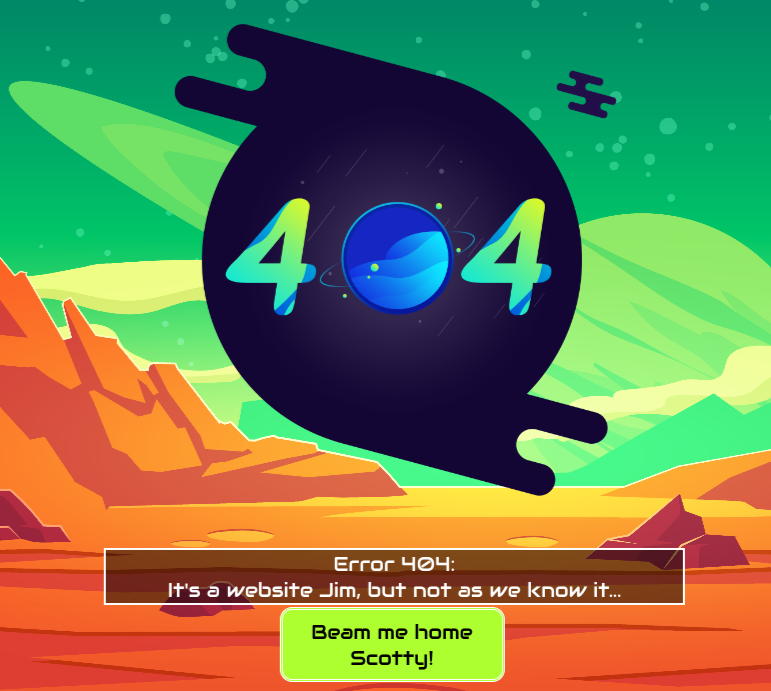 404
Error 404:
It's a website Jim, but not as we know it...
Beam me home
Scotty!